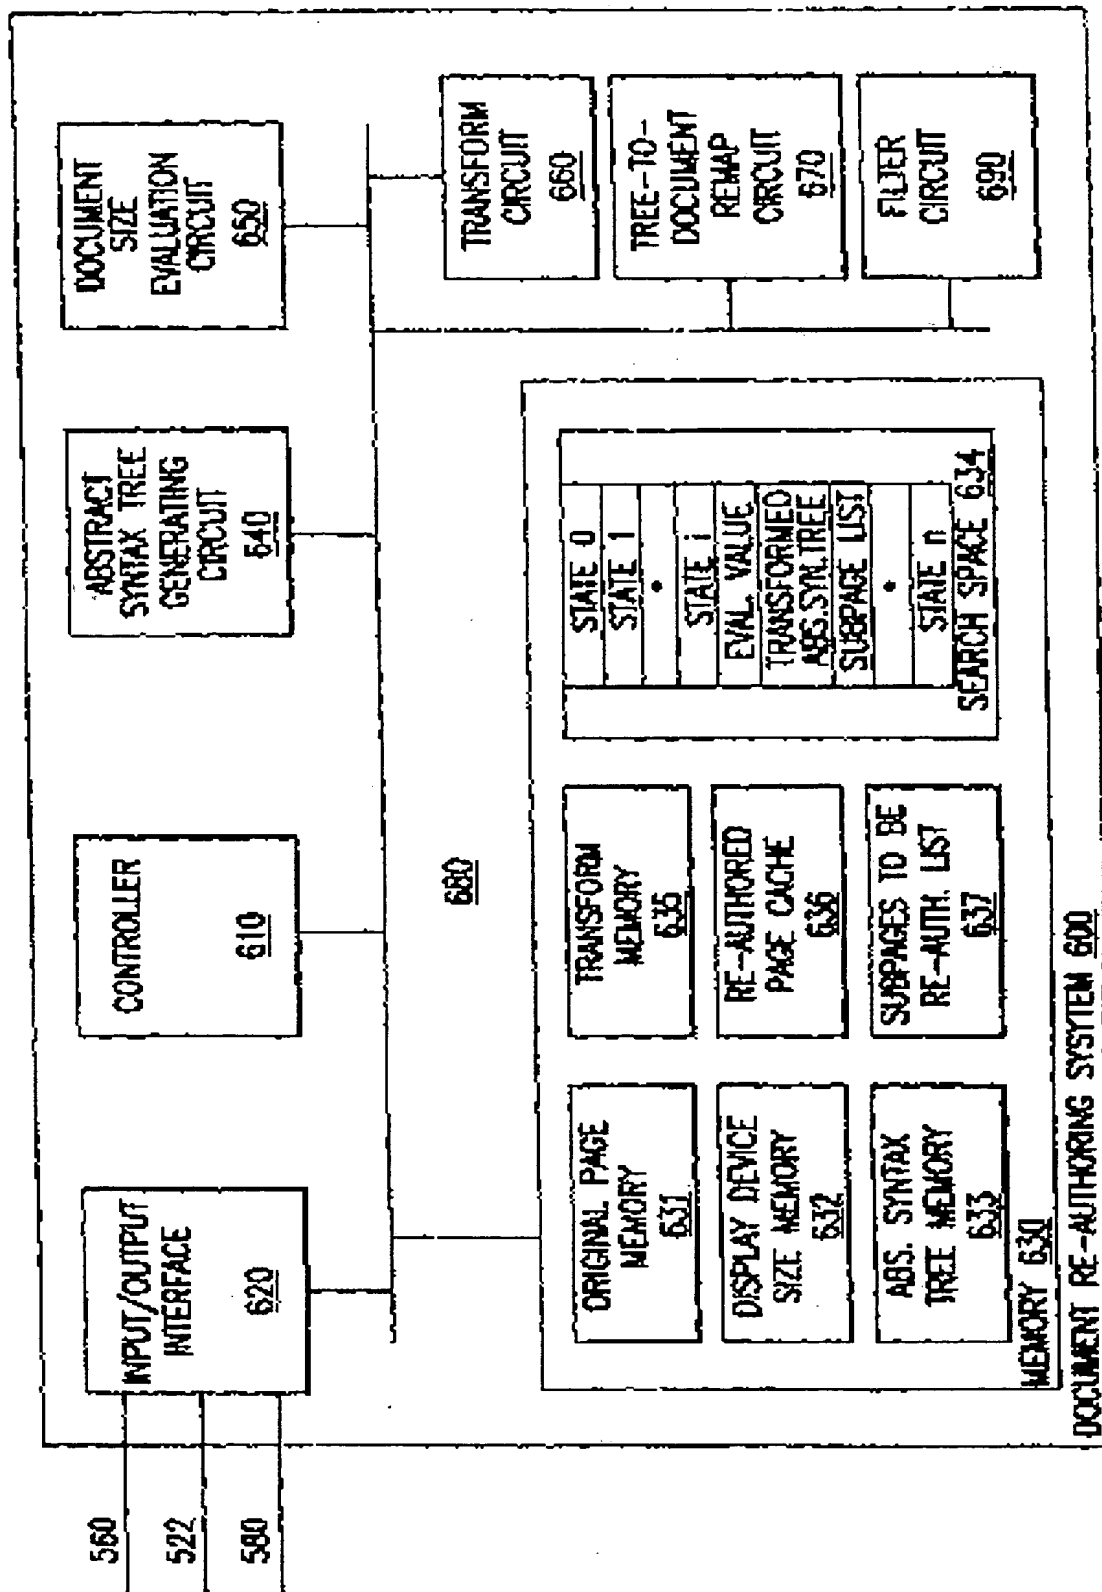 560
522
580
INPUT/OUTPUT
INTERFACE
620
CONTROLLER
610
ABSTRACT
SYNTAX TREE
GENERATING
CIRCUIT
640
DOCUMENT
SIZE
EVALUATION
CIRCUIT
650
680
TRANSFORM
CIRCUIT
660
TREE-TO-
DOCUMENT
REMAP
CIRCUIT
670
FILTER
CIRCUIT
690
ORIGINAL PAGE
MEMORY
631
DISPLAY DEVICE
SIZE MEMORY
632
ABS. SYNTAX
TREE MEMORY
633
TRANSFORM
MEMORY
635
RE-AUTHORED
PAGE CACHE
636
SUBPAGES TO BE
RE-AUTH. LIST
637
STATE 0
STATE 1
•
STATE i
EVAL. VALUE
TRANSFORMED
ABS.SYN.TREE
SUBPAGE LIST
•
STATE n
SEARCH SPACE 634
MEMORY 630
DOCUMENT RE-AUTHORING SYSYTEM 600